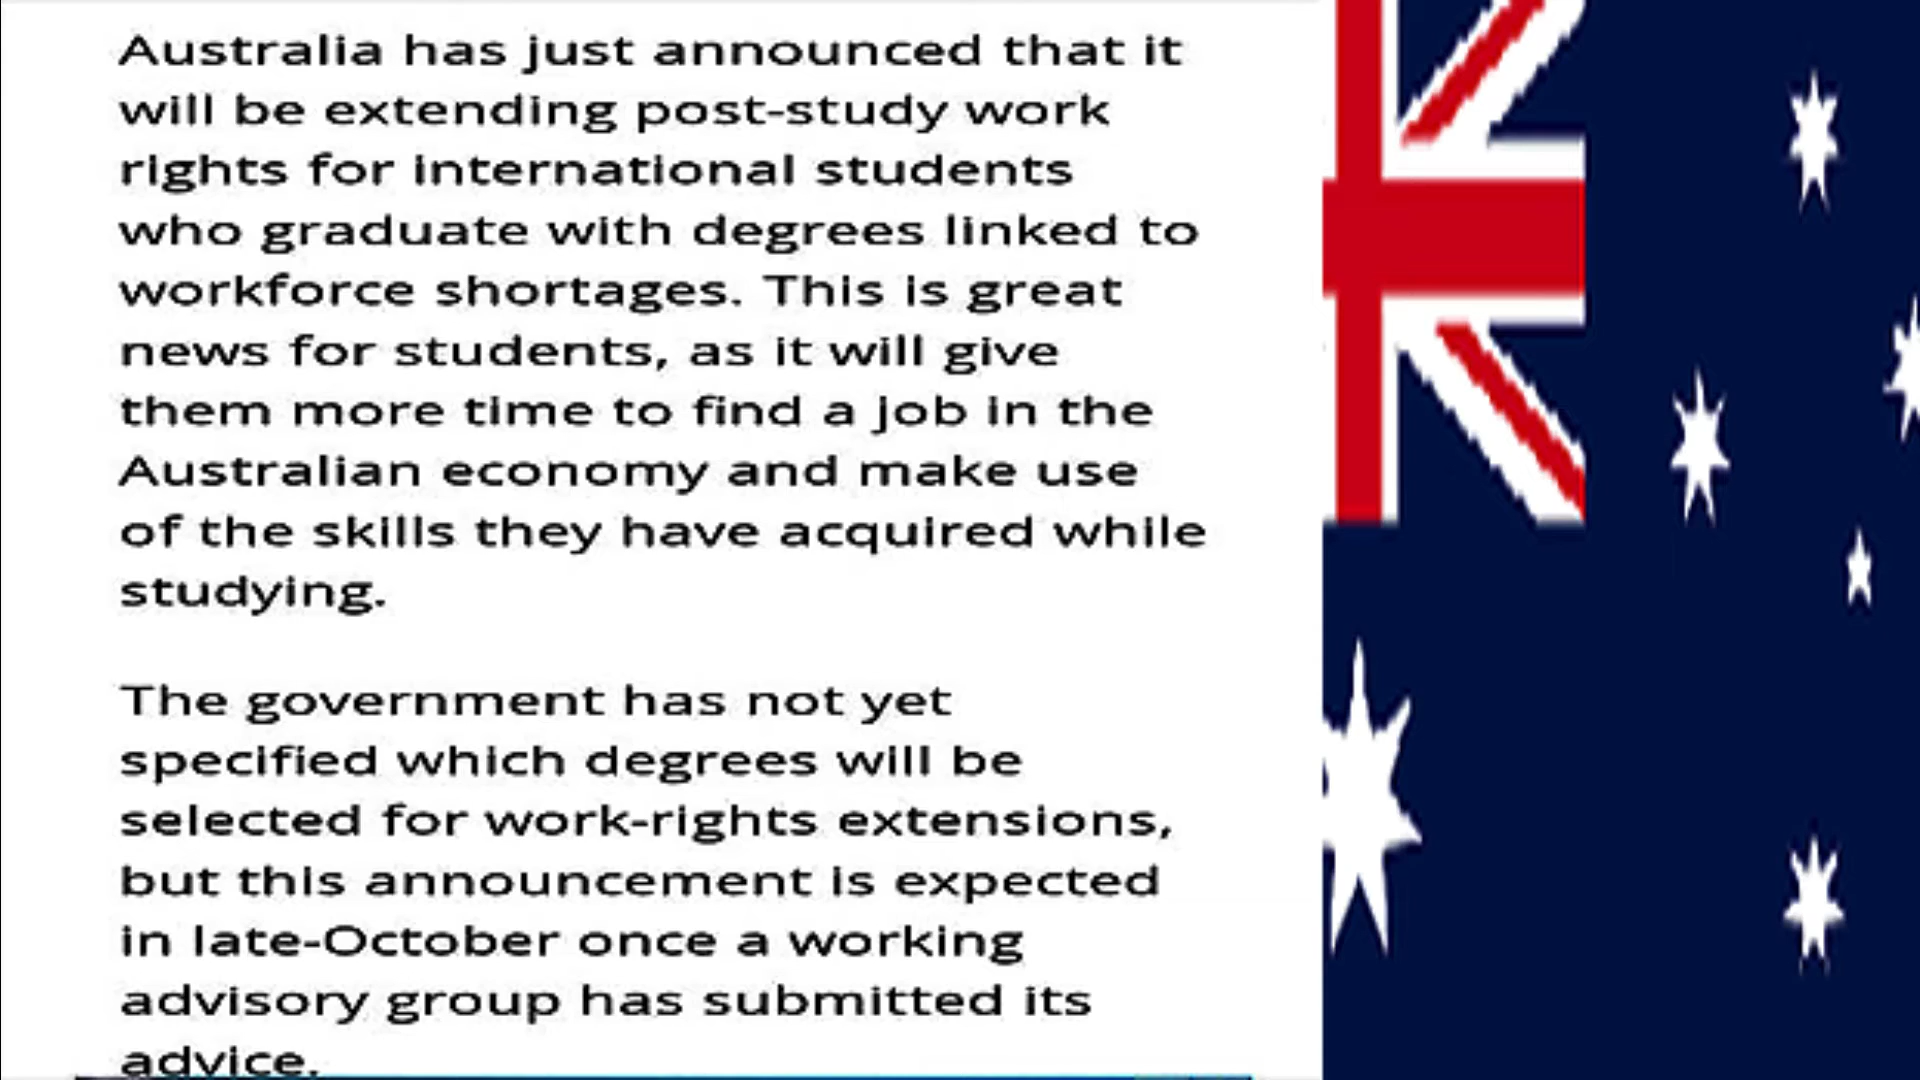 Australia has just announced that it
will be extending post-study work
rights for international students
who graduate with degrees linked to
workforce shortages. This is great
news for students, as it will give
them more time to find a job in the
Australian economy and make use
of the skills they have acquired while
studying.
The government has not yet
specified which degrees will be
selected for work-rights extensions,
but this announcement is expected
in late-October once a working
advisory group has submitted its
advice.